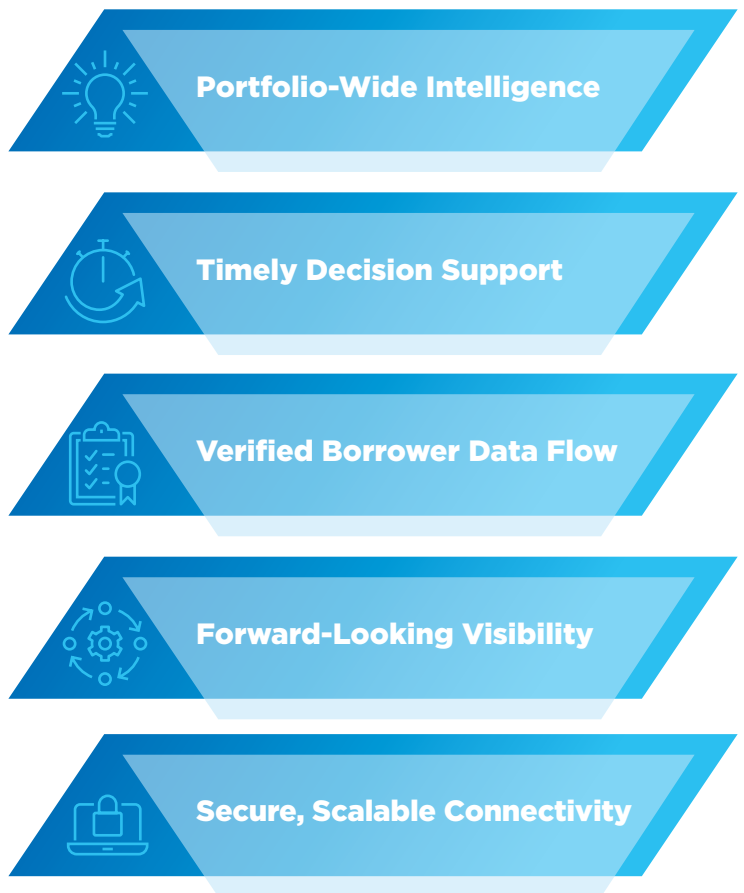 Portfolio-Wide Intelligence
Timely Decision Support
Verified Borrower Data Flow
Forward-Looking Visibility
Secure, Scalable Connectivity